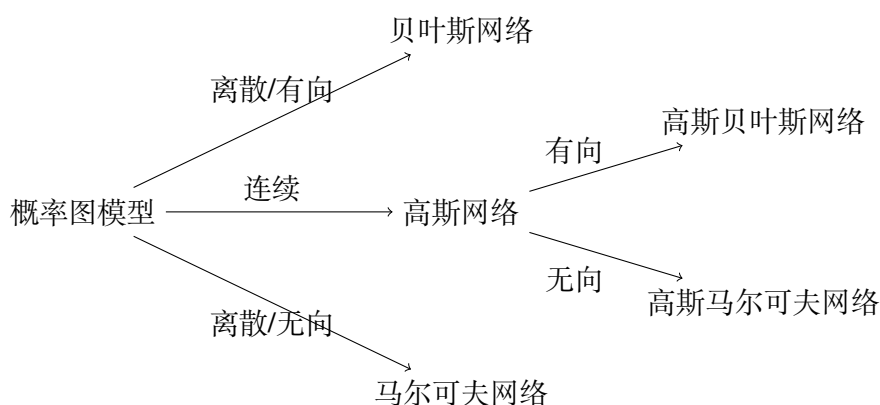 贝叶斯网络
离散/有向
高斯贝叶斯网络
有向
连续
概率图模型
高斯网络
无向
高斯马尔可夫网络
离散/无向
马尔可夫网络